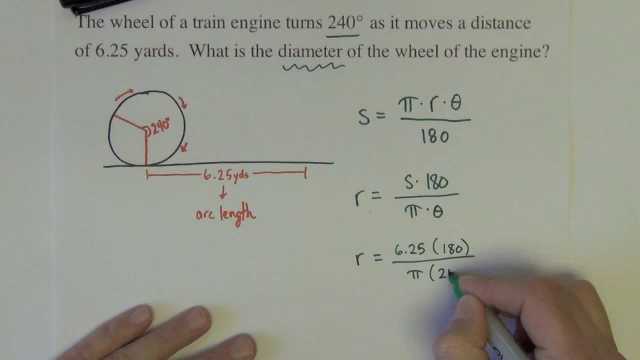 The wheel of a train engine turns 240° as it moves a distance
of 6.25 yards. What is the diameter of the wheel of the engine?
240°
6.25yds
arc length
S = π · r · θ / 180
r = S · 180 / π · θ
r = 6.25 (180) / π (2